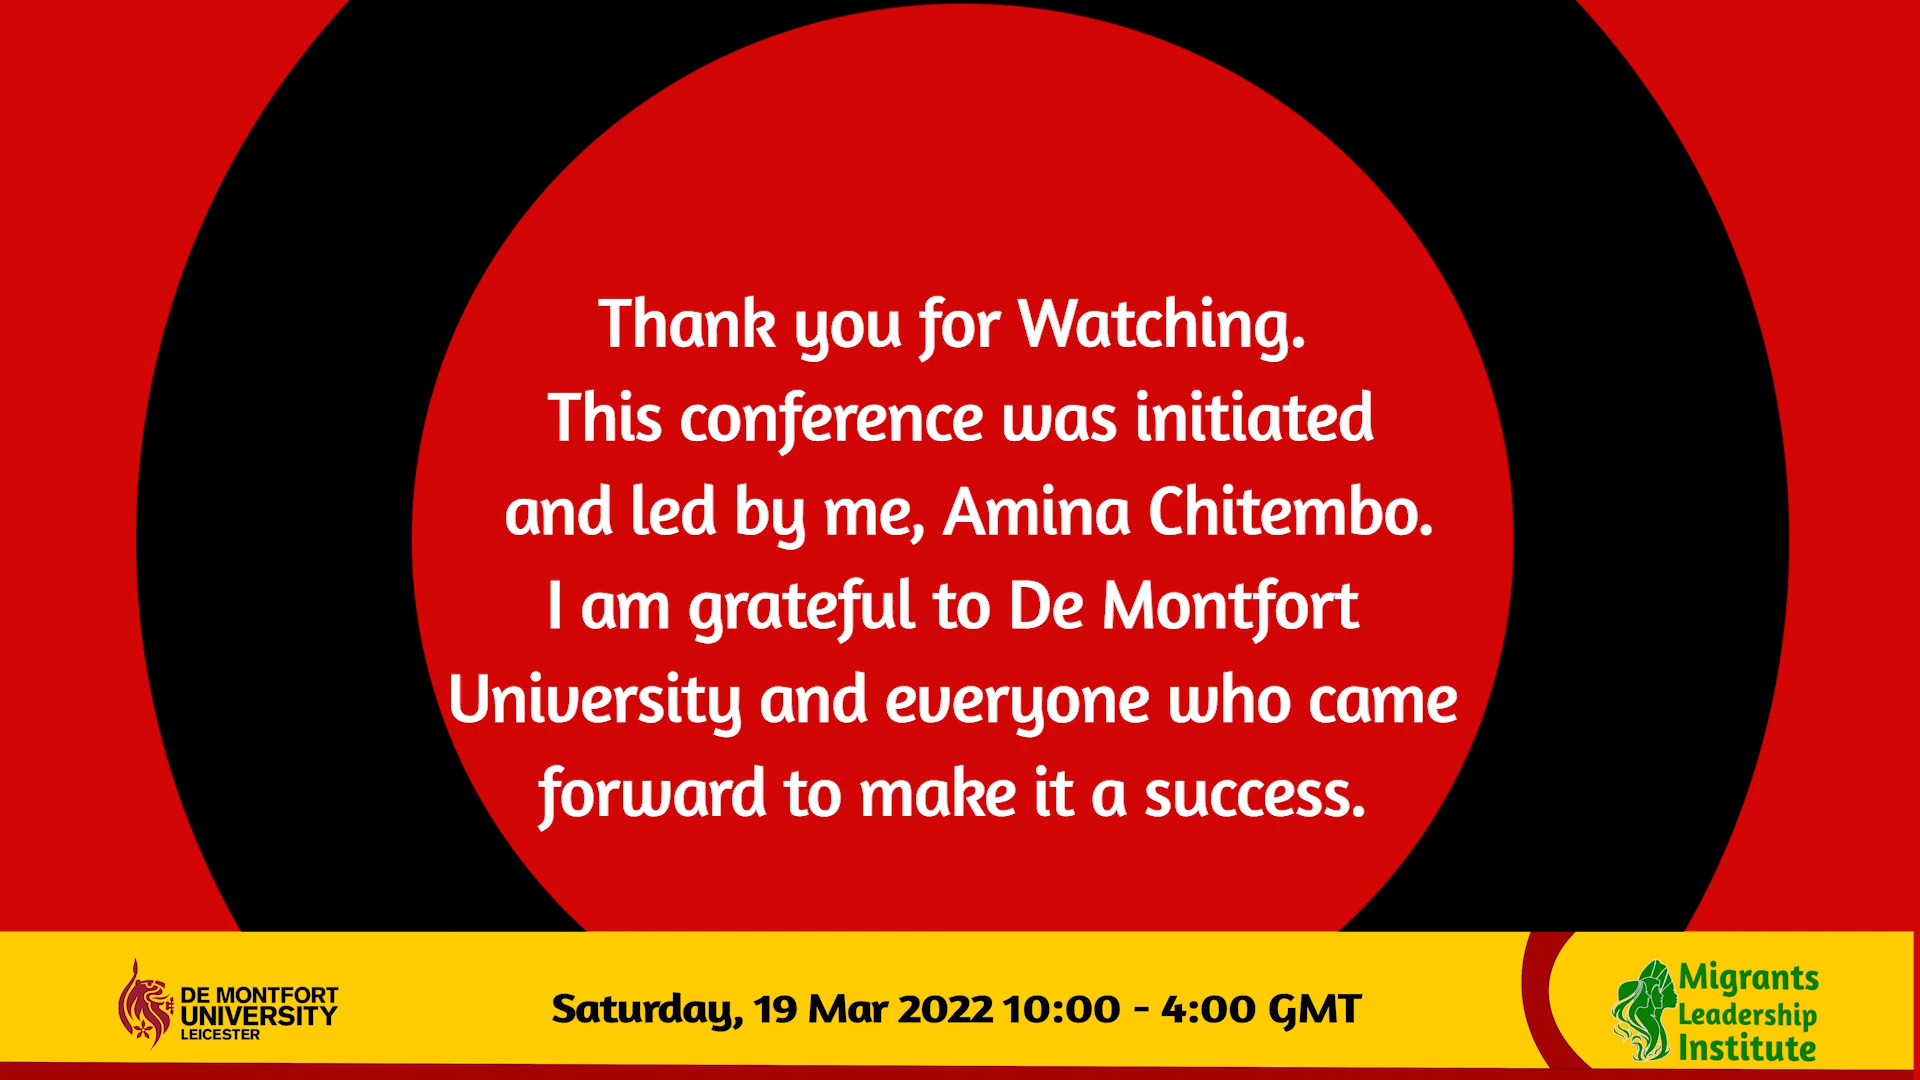 Thank you for Watching.
This conference was initiated
and led by me, Amina Chitembo.
I am grateful to De Montfort
University and everyone who came
forward to make it a success.
DE MONTFORT
UNIVERSITY
LEICESTER
Saturday, 19 Mar 2022 10:00 - 4:00 GMT
Migrants
Leadership
Institute